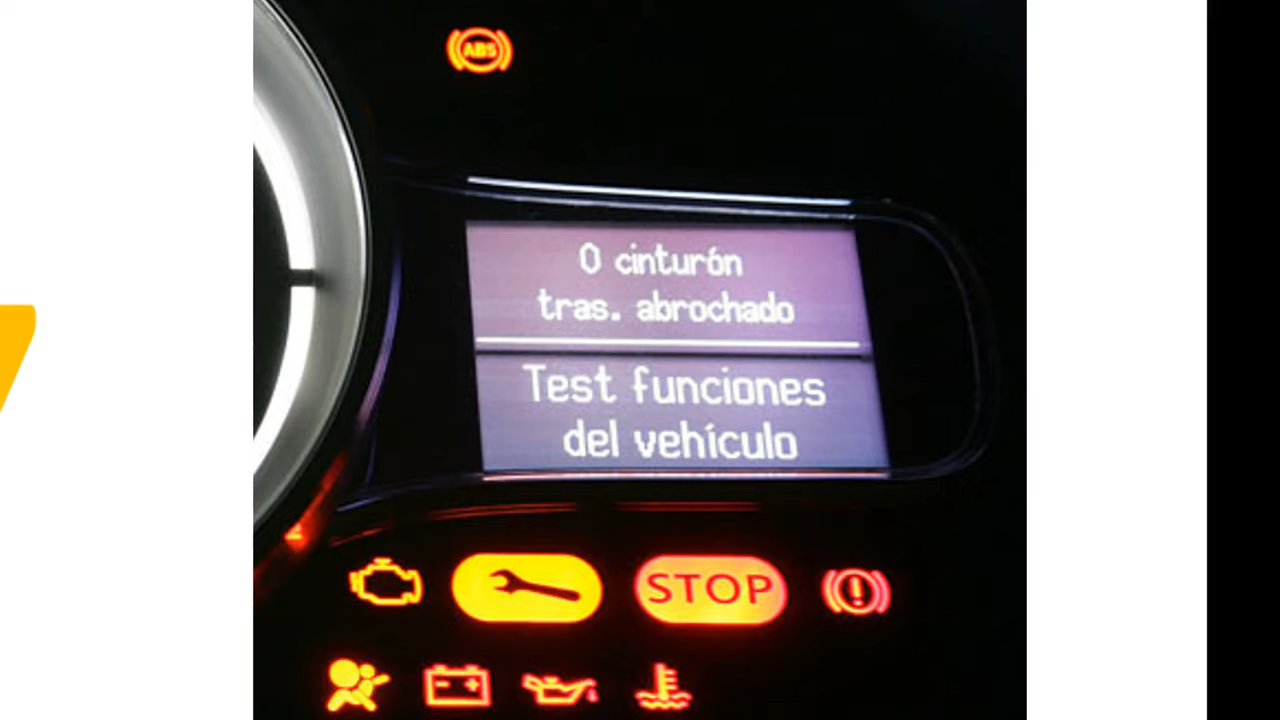 ABS
0 cinturón
tras. abrochado
Test funciones
del vehículo
STOP